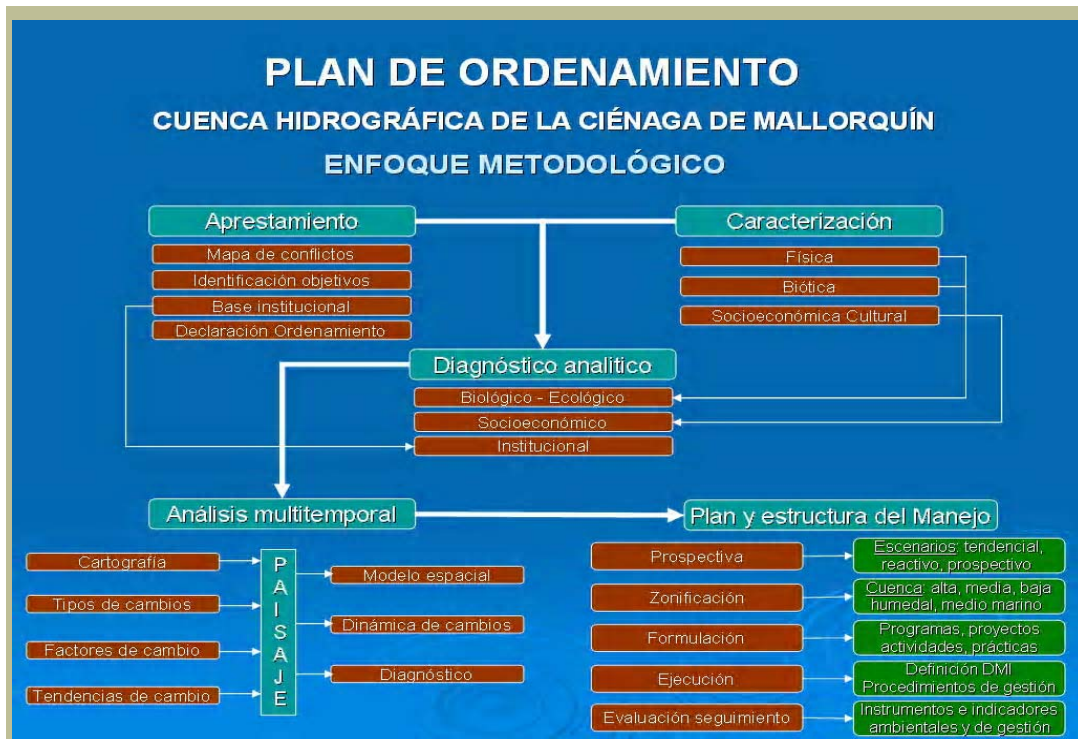 PLAN DE ORDENAMIENTO
CUENCA HIDROGRÁFICA DE LA CIÉNAGA DE MALLORQUÍN
ENFOQUE METODOLÓGICO
Aprestamiento
Mapa de conflictos
Identificación objetivos
Base institucional
Declaración Ordenamiento
Caracterización
Física
Biótica
Socioeconómica Cultural
Diagnóstico analitico
Biológico - Ecológico
Socioeconómico
Institucional
Análisis multitemporal
Cartografía
Tipos de cambios
Factores de cambio
Tendencias de cambio
PAISAJE
Modelo espacial
Dinámica de cambios
Diagnóstico
Plan y estructura del Manejo
Prospectiva
Escenarios: tendencial,
reactivo, prospectivo
Zonificación
Cuenca: alta, media, baja
humedal, medio marino
Formulación
Programas, proyectos
actividades, prácticas
Ejecución
Definición DMI
Procedimientos de gestión
Evaluación seguimiento
Instrumentos e indicadores
ambientales y de gestión